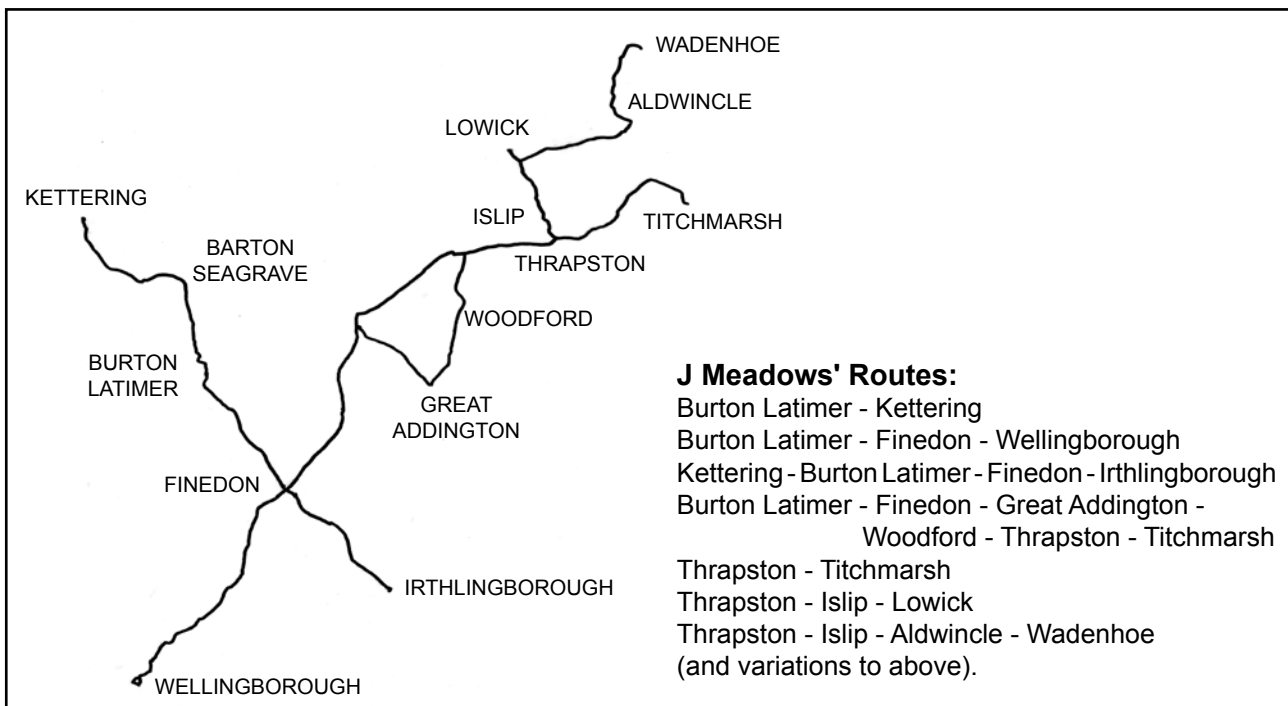 WADENHOE
ALDWINCLE
LOWICK
KETTERING
ISLIP
TITCHMARSH
BARTON
SEAGRAVE
THRAPSTON
WOODFORD
BURTON
LATIMER
GREAT
ADDINGTON
FINEDON
IRTHLINGBOROUGH
WELLINGBOROUGH
J Meadows' Routes:
Burton Latimer - Kettering
Burton Latimer - Finedon - Wellingborough
Kettering - Burton Latimer - Finedon - Irthlingborough
Burton Latimer - Finedon - Great Addington -
Woodford - Thrapston - Titchmarsh
Thrapston - Titchmarsh
Thrapston - Islip - Lowick
Thrapston - Islip - Aldwincle - Wadenhoe
(and variations to above).